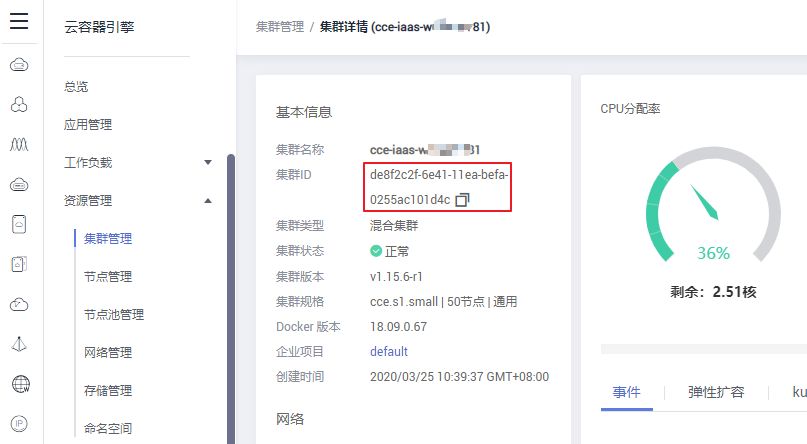 云容器引擎
总览
应用管理
工作负载
资源管理
集群管理
节点管理
节点池管理
网络管理
存储管理
命名空间
IP
集群管理 / 集群详情 (cce-iaas-w 781)
基本信息
集群名称 cce-iaas-w 31
集群ID de8f2c2f-6e41-11ea-befa-
0255ac101d4c
集群类型 混合集群
集群状态 正常
集群版本 v1.15.6-r1
集群规格 cce.s1.small | 50节点 | 通用
Docker 版本 18.09.0.67
企业项目 default
创建时间 2020/03/25 10:39:37 GMT+08:00
网络
CPU分配率
36%
剩余：2.51核
事件 弹性扩容 ku